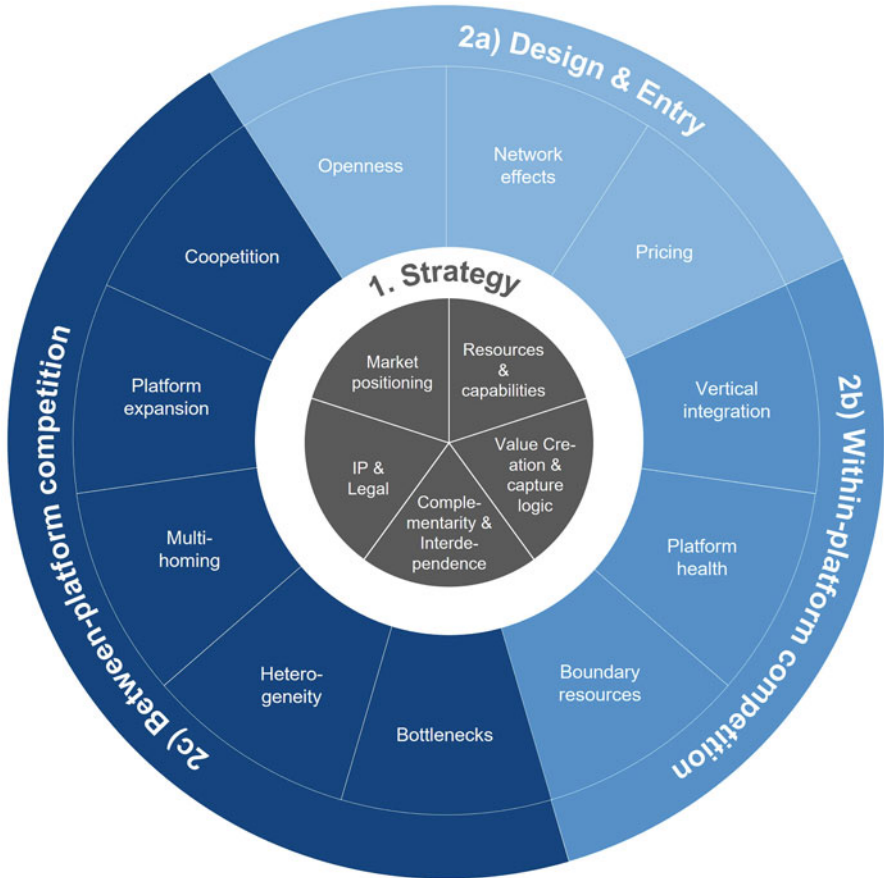 2a) Design & Entry
Openness
Network
effects
Pricing
2b) Within-platform competition
Vertical
integration
Platform
health
Boundary
resources
2c) Between-platform competition
Bottlenecks
Hetero-
geneity
Multi-
homing
Platform
expansion
Coopetition
1. Strategy
Market
positioning
Resources
&
capabilities
Value Cre-
ation &
capture
logic
Comple-
mentarity &
Interde-
pendence
IP &
Legal